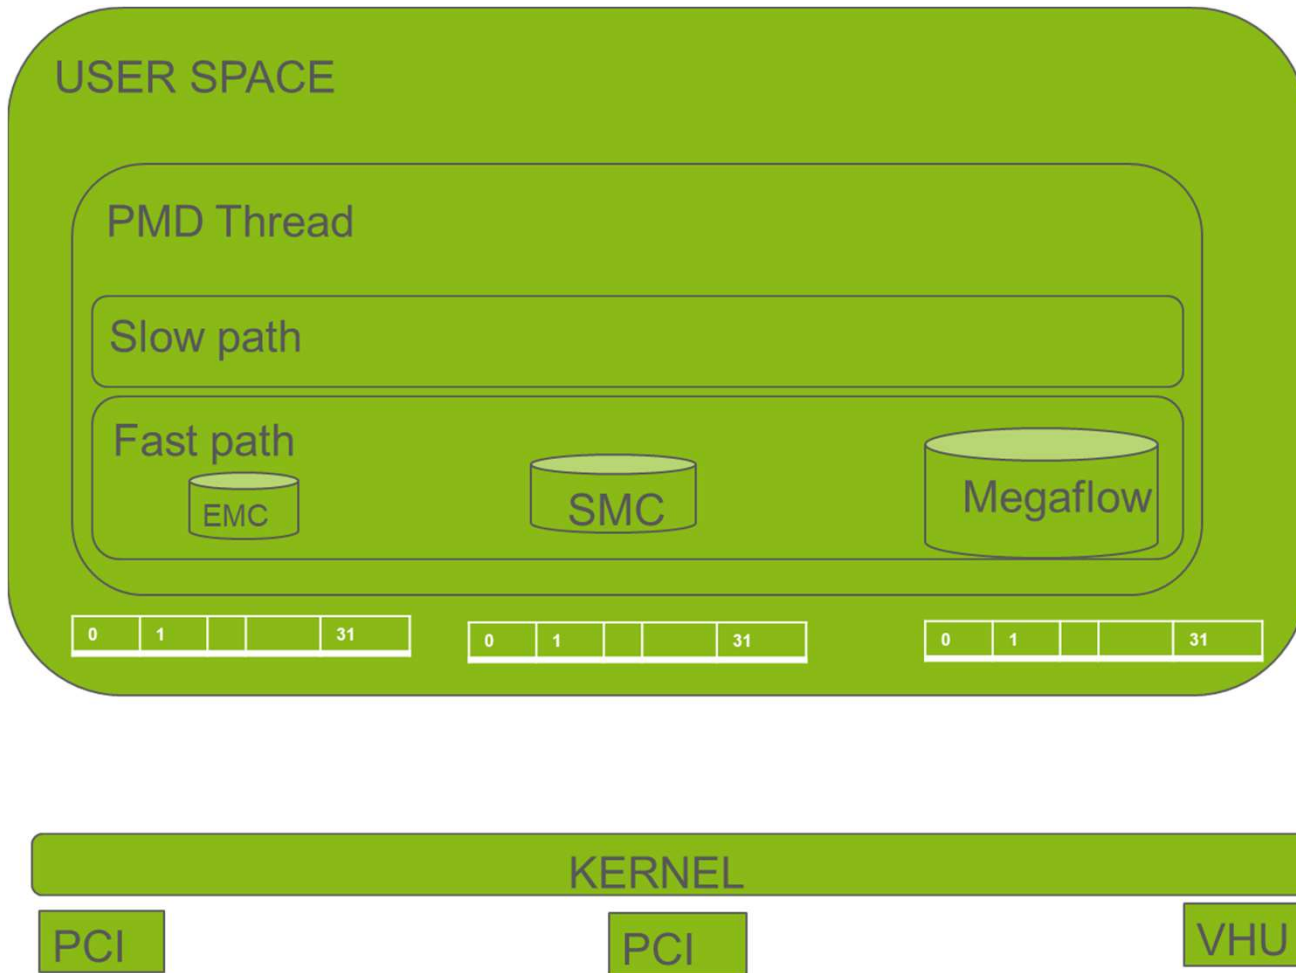 USER SPACE
PMD Thread
Slow path
Fast path
EMC
SMC
Megaflow
0 1 31
0 1 31
0 1 31
KERNEL
PCI
PCI
VHU